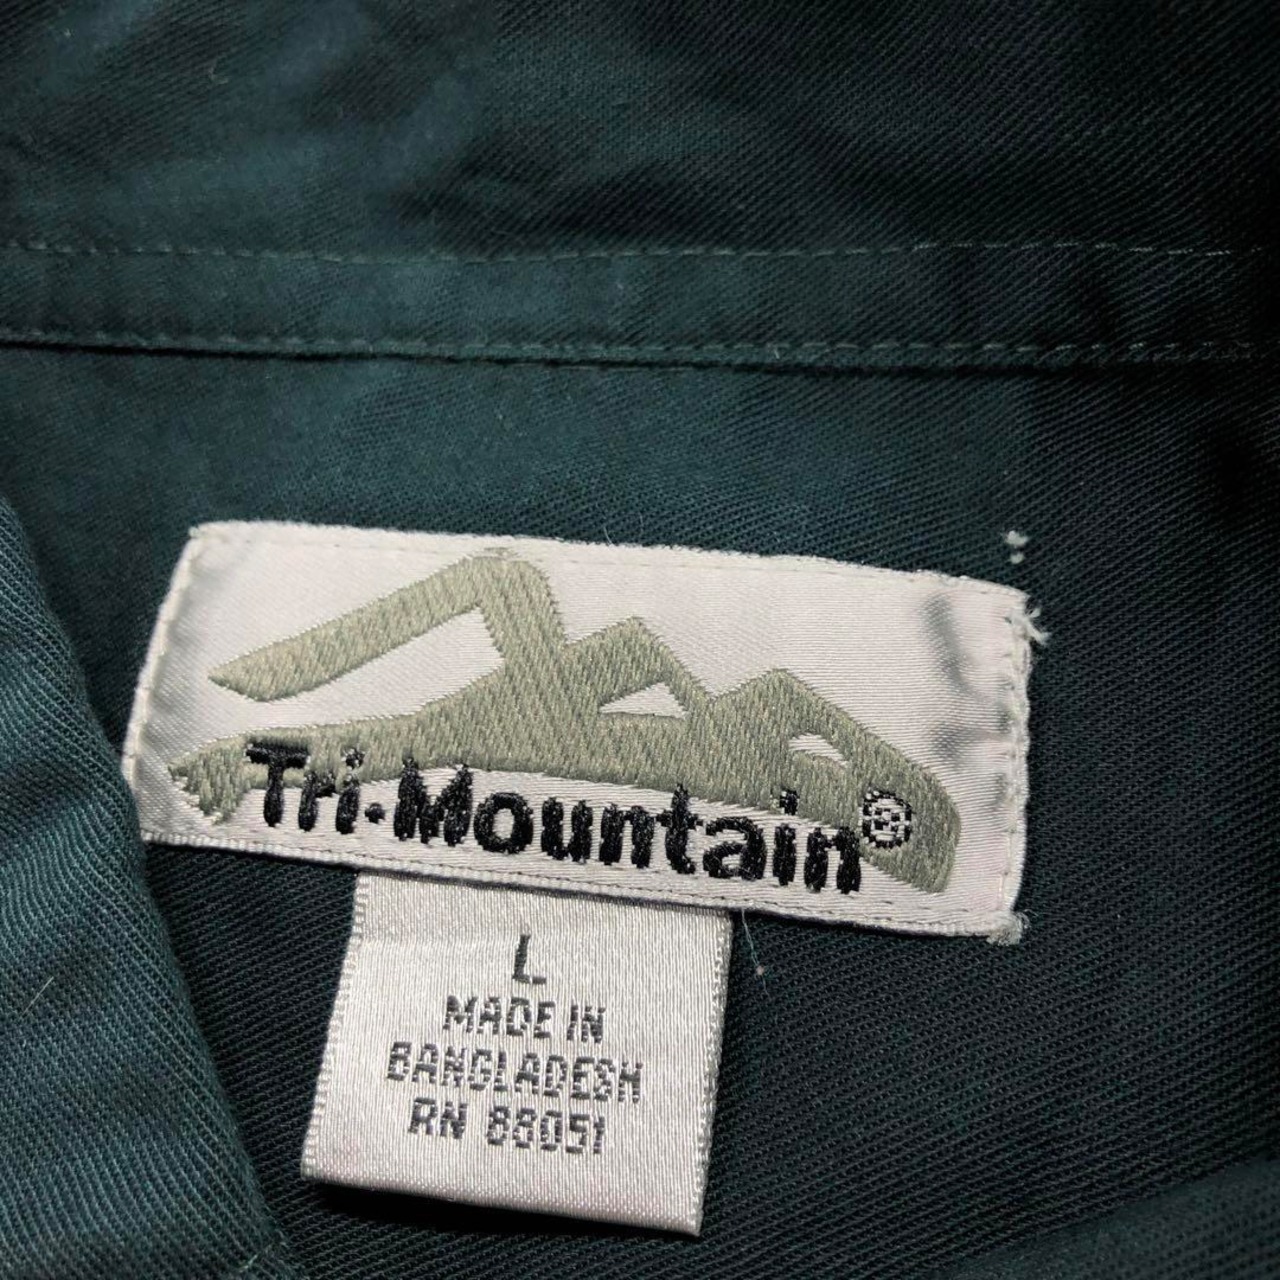 Tri-Mountain®
L
MADE IN
BANGLADESH
RN 88051